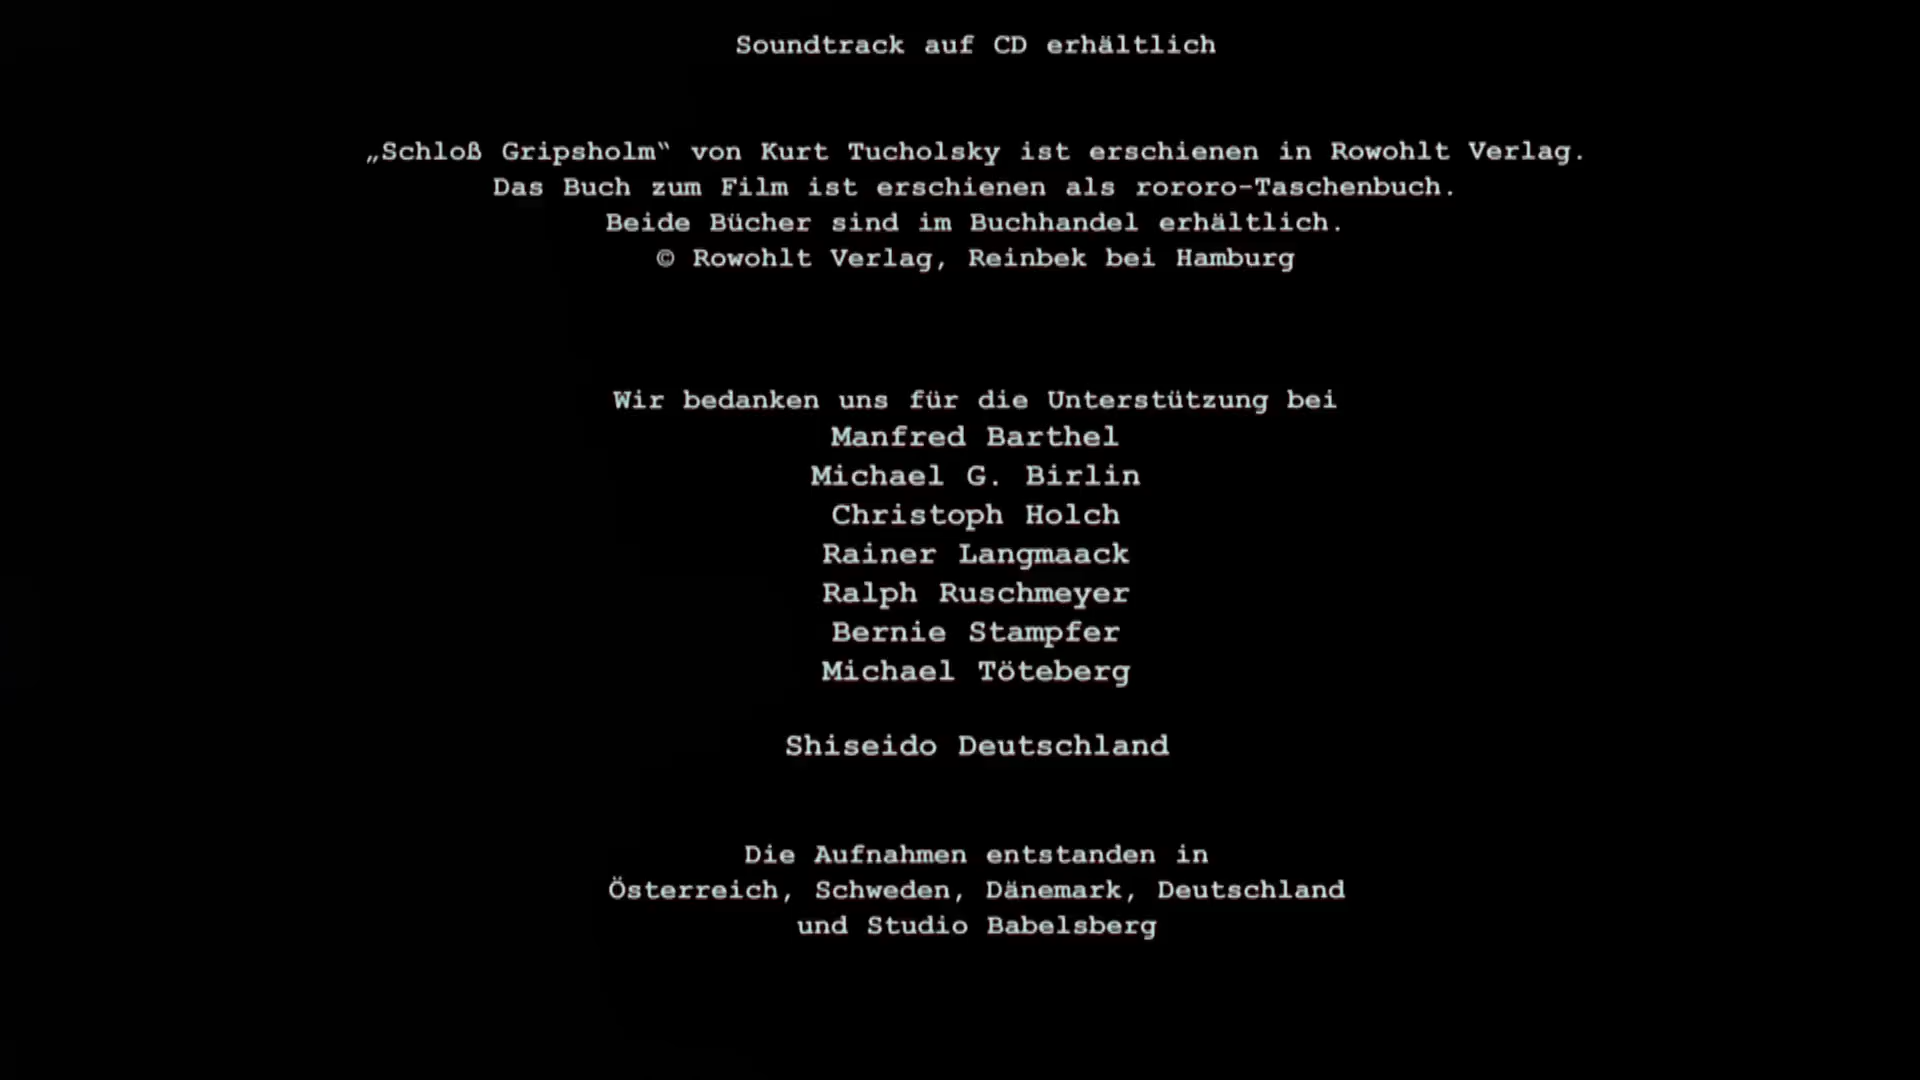 Soundtrack auf CD erhältlich
„Schloß Gripsholm‟ von Kurt Tucholsky ist erschienen in Rowohlt Verlag.
Das Buch zum Film ist erschienen als rororo-Taschenbuch.
Beide Bücher sind im Buchhandel erhältlich.
© Rowohlt Verlag, Reinbek bei Hamburg
Wir bedanken uns für die Unterstützung bei
Manfred Barthel
Michael G. Birlin
Christoph Holch
Rainer Langmaack
Ralph Ruschmeyer
Bernie Stampfer
Michael Töteberg
Shiseido Deutschland
Die Aufnahmen entstanden in
Österreich, Schweden, Dänemark, Deutschland
und Studio Babelsberg